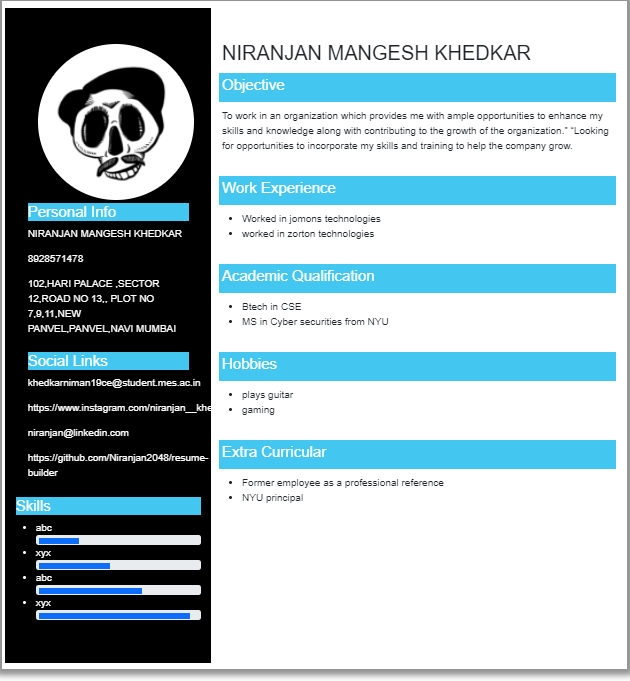 Personal Info
NIRANJAN MANGESH KHEDKAR
8928571478
102,HARI PALACE ,SECTOR
12,ROAD NO 13,, PLOT NO
7,9,11,NEW
PANVEL,PANVEL,NAVI MUMBAI
Social Links
khedkarniman19ce@student.mes.ac.in
https://www.instagram.com/niranjan__khe
niranjan@linkedin.com
https://github.com/Niranjan2048/resume-
builder
Skills
abc
xyx
abc
xyx
NIRANJAN MANGESH KHEDKAR
Objective
To work in an organization which provides me with ample opportunities to enhance my
skills and knowledge along with contributing to the growth of the organization.” “Looking
for opportunities to incorporate my skills and training to help the company grow.
Work Experience
Worked in jomons technologies
worked in zorton technologies
Academic Qualification
Btech in CSE
MS in Cyber securities from NYU
Hobbies
plays guitar
gaming
Extra Curricular
Former employee as a professional reference
NYU principal